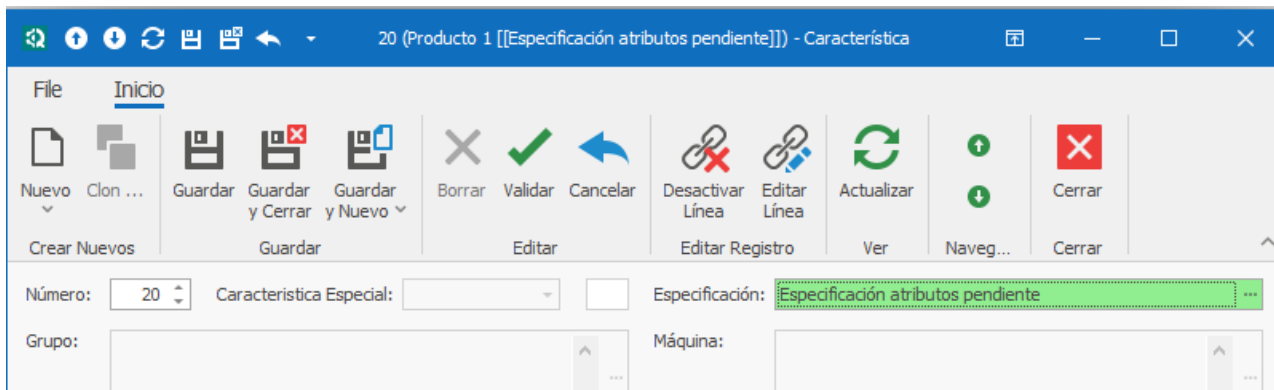 20 (Producto 1 [[Especificación atributos pendiente]]) - Característica
File Inicio
Nuevo Clon ... Guardar Guardar y Cerrar Guardar y Nuevo Borrar Validar Cancelar Desactivar Línea Editar Línea Actualizar Cerrar
Crear Nuevos Guardar Editar Editar Registro Ver Naveg... Cerrar
Número: 20 Caracteristica Especial: Especificación: Especificación atributos pendiente ...
Grupo: ... Máquina: ...